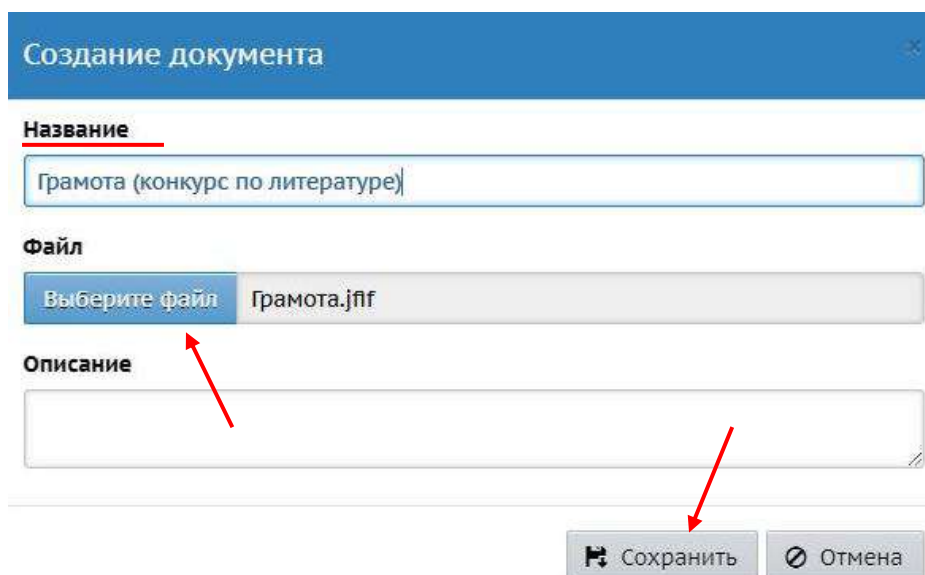 Создание документа
Название
Грамота (конкурс по литературе)
Файл
Выберите файл Грамота.jfif
Описание
Сохранить Отмена